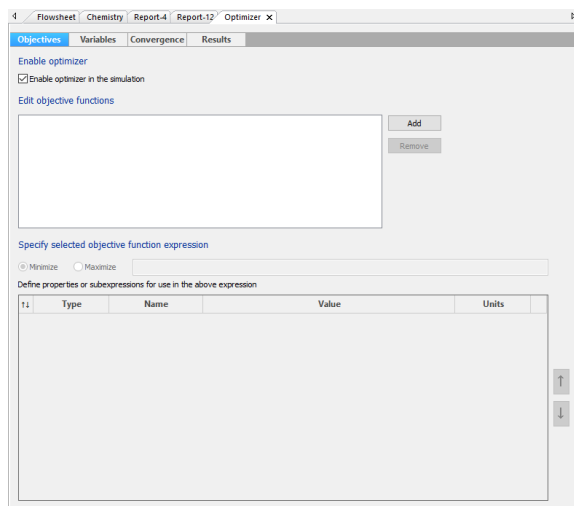 Flowsheet Chemistry Report-4 Report-12 Optimizer
Objectives Variables Convergence Results
Enable optimizer
Enable optimizer in the simulation
Edit objective functions
Add
Remove
Specify selected objective function expression
Minimize Maximize
Define properties or subexpressions for use in the above expression
↑↓ Type Name Value Units
↑
↓